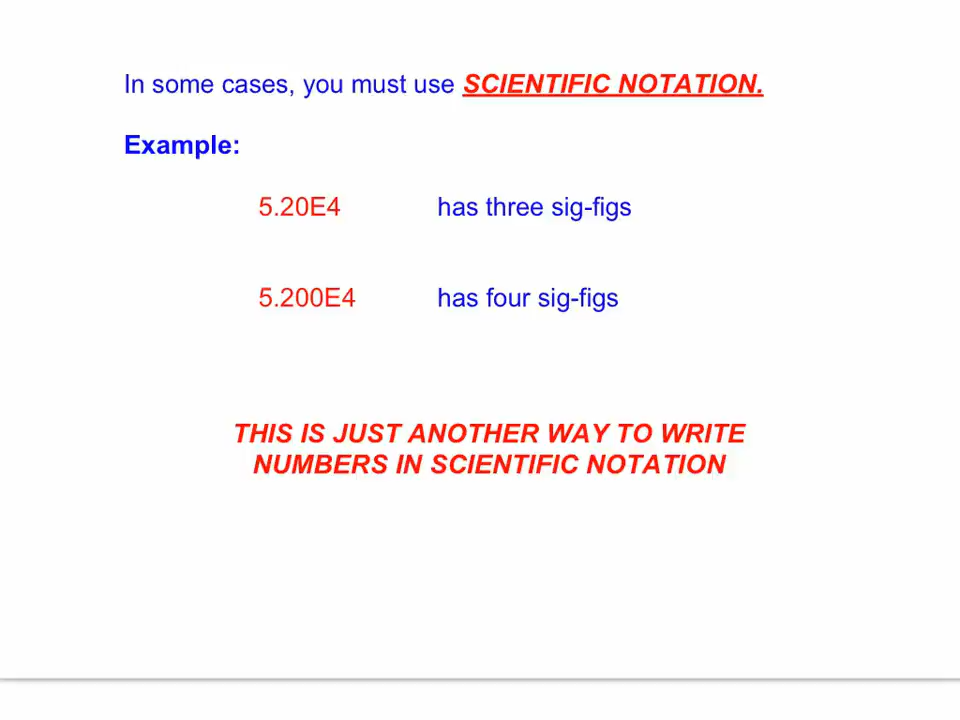 In some cases, you must use SCIENTIFIC NOTATION.
Example:
5.20E4 has three sig-figs
5.200E4 has four sig-figs
THIS IS JUST ANOTHER WAY TO WRITE
NUMBERS IN SCIENTIFIC NOTATION